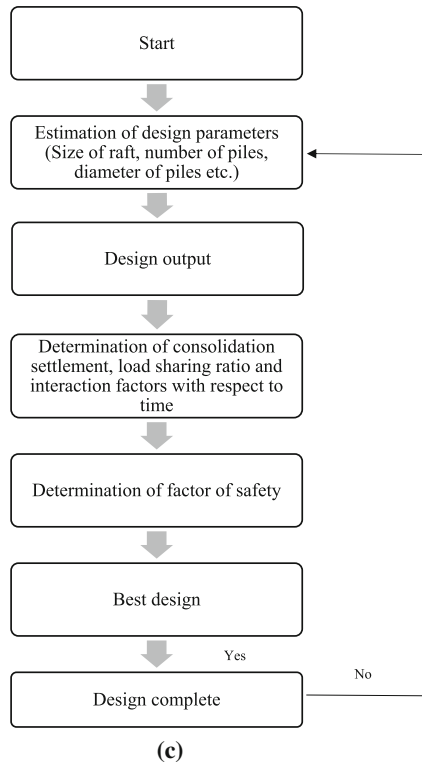 Start
Estimation of design parameters
(Size of raft, number of piles,
diameter of piles etc.)
Design output
Determination of consolidation
settlement, load sharing ratio and
interaction factors with respect to
time
Determination of factor of safety
Best design
Yes
No
Design complete
(c)